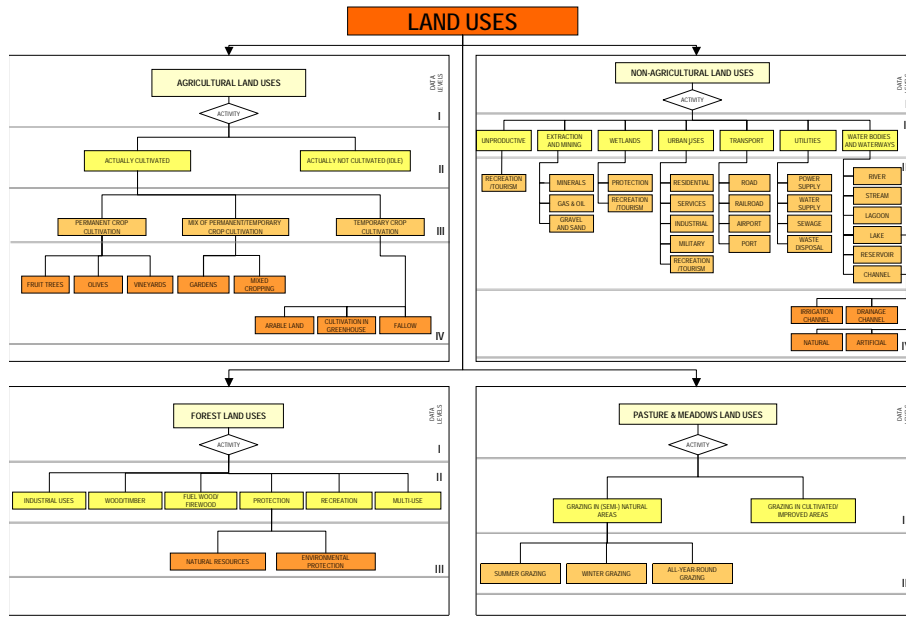 LAND USES
AGRICULTURAL LAND USES
DATA
LEVELS
ACTIVITY
I
ACTUALLY CULTIVATED
ACTUALLY NOT CULTIVATED (IDLE)
II
PERMANENT CROP
CULTIVATION
MIX OF PERMANENT/TEMPORARY
CROP CULTIVATION
TEMPORARY CROP
CULTIVATION
III
FRUIT TREES
OLIVES
VINEYARDS
GARDENS
MIXED
CROPPING
ARABLE LAND
CULTIVATION IN
GREENHOUSE
FALLOW
IV
NON-AGRICULTURAL LAND USES
DATA
LEVELS
ACTIVITY
UNPRODUCTIVE
EXTRACTION
AND MINING
WETLANDS
URBAN USES
TRANSPORT
UTILITIES
WATER BODIES
AND WATERWAYS
RECREATION
/TOURISM
MINERALS
GAS & OIL
GRAVEL
AND SAND
PROTECTION
RECREATION
/TOURISM
RESIDENTIAL
SERVICES
INDUSTRIAL
MILITARY
RECREATION
/TOURISM
ROAD
RAILROAD
AIRPORT
PORT
POWER
SUPPLY
WATER
SUPPLY
SEWAGE
WASTE
DISPOSAL
RIVER
STREAM
LAGOON
LAKE
RESERVOIR
CHANNEL
IRRIGATION
CHANNEL
DRAINAGE
CHANNEL
NATURAL
ARTIFICIAL
FOREST LAND USES
DATA
LEVELS
ACTIVITY
I
II
INDUSTRIAL USES
WOOD/TIMBER
FUEL WOOD/
FIREWOOD
PROTECTION
RECREATION
MULTI-USE
NATURAL RESOURCES
ENVIRONMENTAL
PROTECTION
III
PASTURE & MEADOWS LAND USES
DATA
LEVELS
ACTIVITY
GRAZING IN (SEMI-) NATURAL
AREAS
GRAZING IN CULTIVATED/
IMPROVED AREAS
SUMMER GRAZING
WINTER GRAZING
ALL-YEAR-ROUND
GRAZING